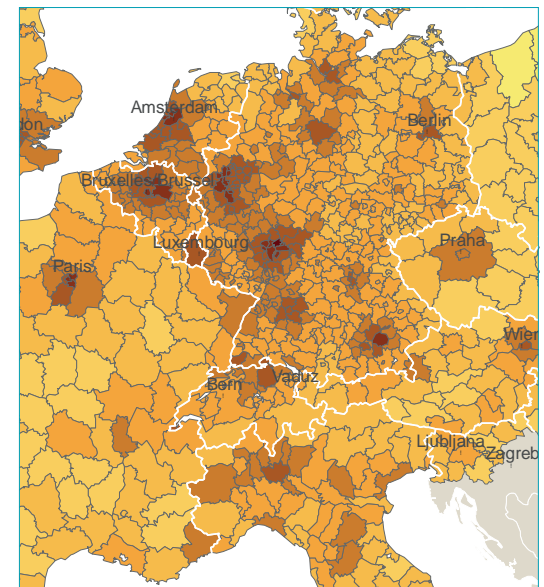 Amsterdam
Berlin
don
Bruxelles-Brussel
Luxembourg
Praha
Paris
Wien
Bern
Vaduz
Ljubljana
Zagreb